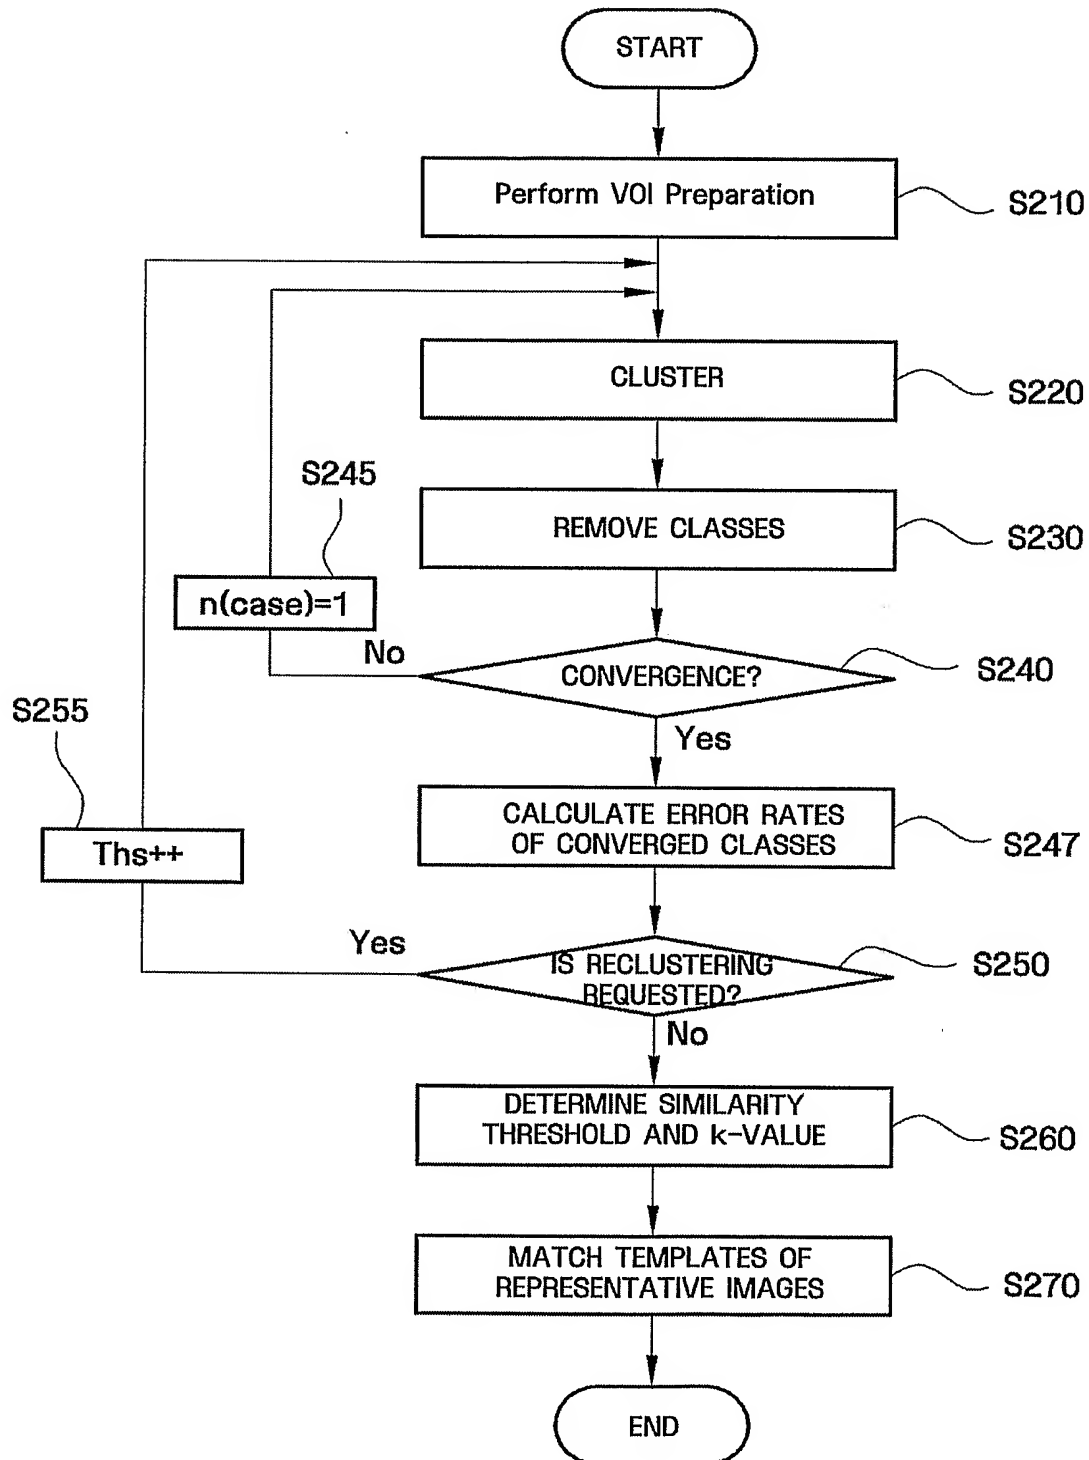 START
Perform VOI Preparation
S210
CLUSTER
S220
S245
REMOVE CLASSES
S230
n(case)=1
No
CONVERGENCE?
S240
S255
Yes
CALCULATE ERROR RATES
OF CONVERGED CLASSES
S247
Ths++
Yes
IS RECLUSTERING
REQUESTED?
S250
No
DETERMINE SIMILARITY
THRESHOLD AND k-VALUE
S260
MATCH TEMPLATES OF
REPRESENTATIVE IMAGES
S270
END